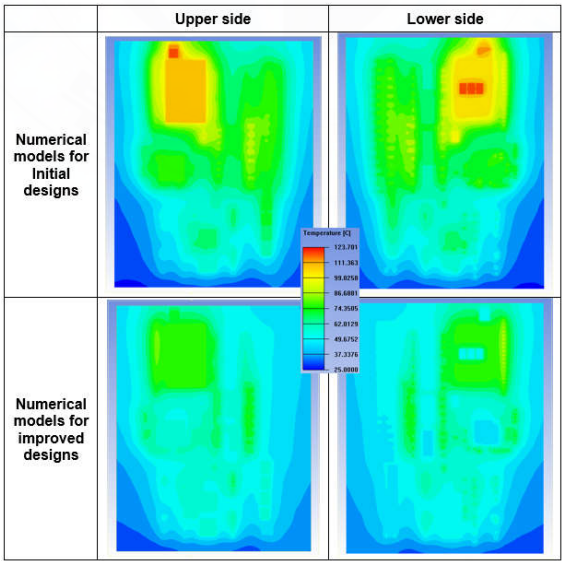 Upper side
Lower side
Numerical
models for
Initial
designs
Temperature [C]
123.701
111.363
99.0250
86.6881
74.3505
62.0129
49.6752
37.3376
25.0000
Numerical
models for
improved
designs